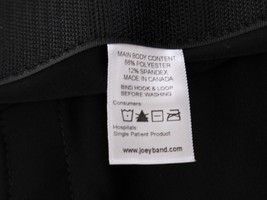 MAIN BODY CONTENT
88% POLYESTER
12% SPANDEX
MADE IN CANADA
BIND HOOK & LOOP
BEFORE WASHING
Consumers:
Hospitals:
Single Patient Product
www.joeyband.com